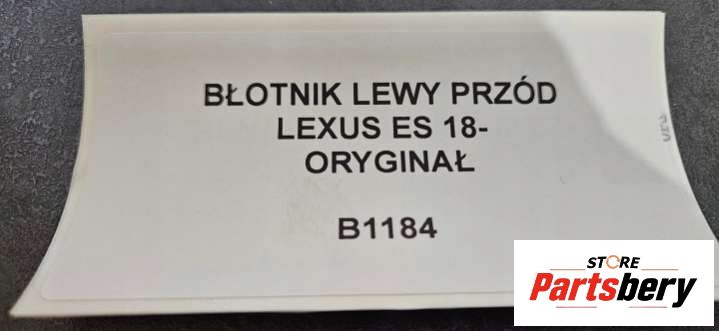 BŁOTNIK LEWY PRZÓD
LEXUS ES 18-
ORYGINAŁ
B1184
STORE
Partsbery